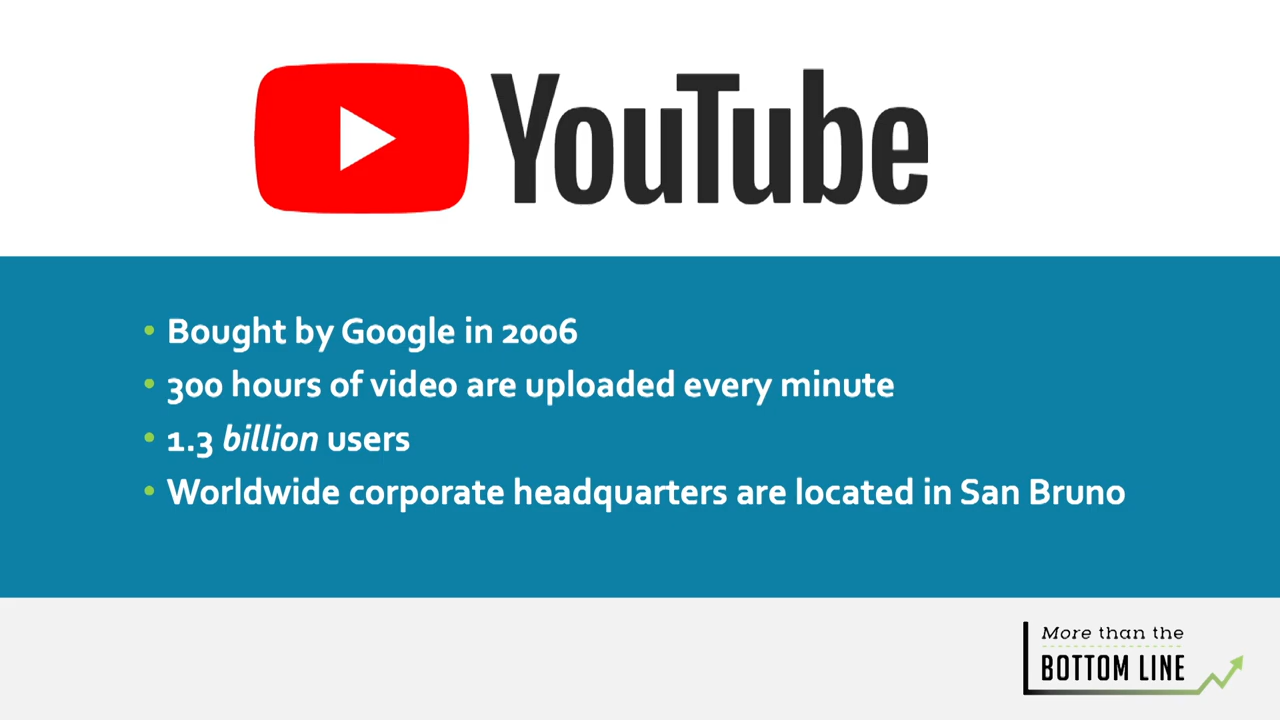 YouTube
• Bought by Google in 2006
• 300 hours of video are uploaded every minute
• 1.3 billion users
• Worldwide corporate headquarters are located in San Bruno
More than the
BOTTOM LINE